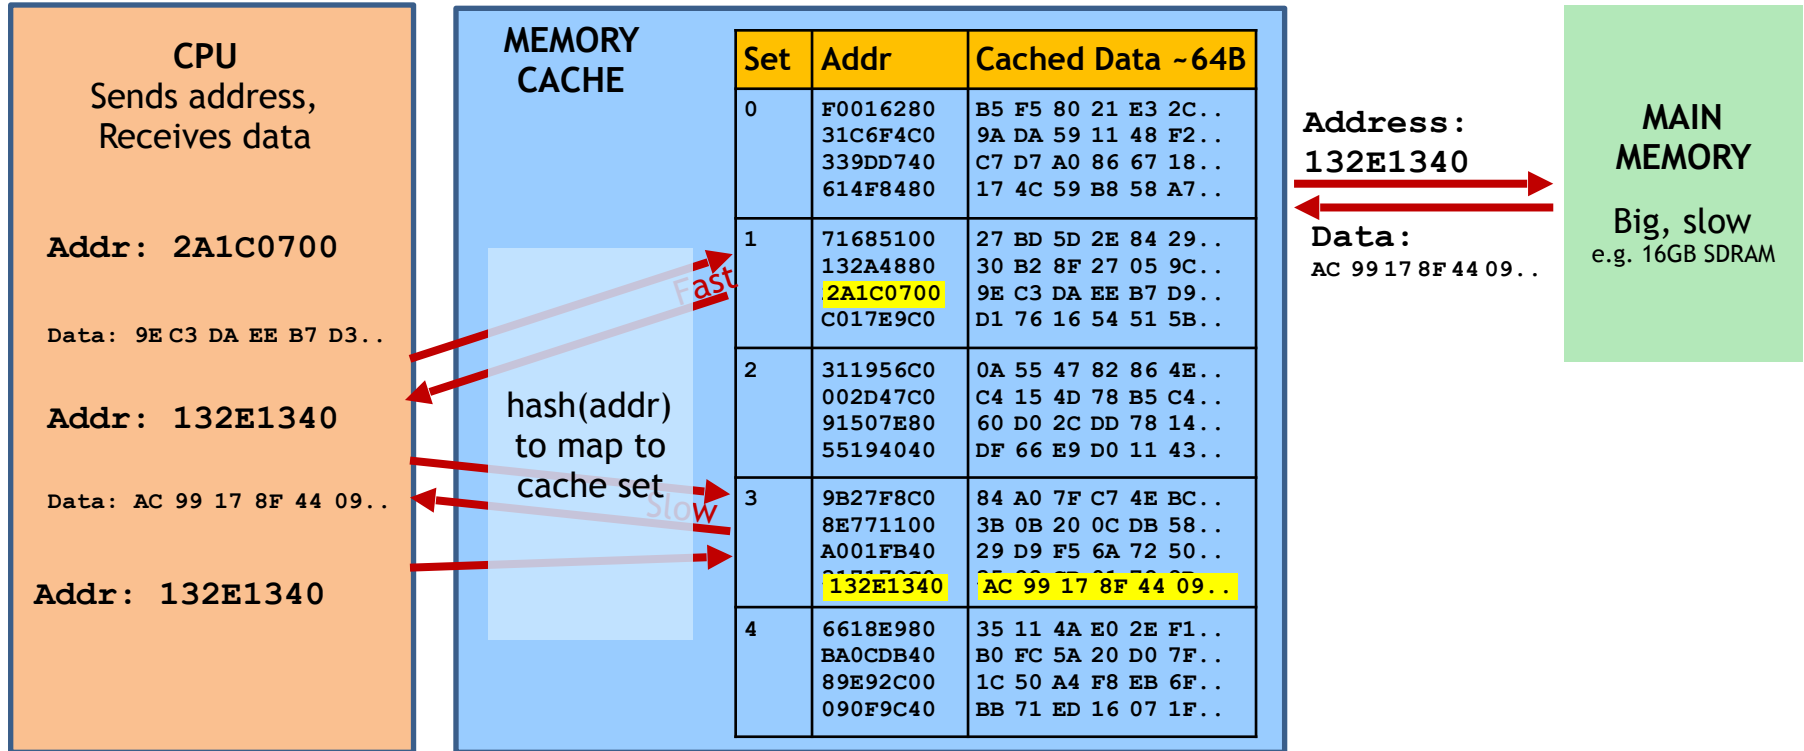 CPU
Sends address,
Receives data
Addr: 2A1C0700
Data: 9E C3 DA EE B7 D3..
Addr: 132E1340
Data: AC 99 17 8F 44 09..
Addr: 132E1340
MEMORY
CACHE
hash(addr)
to map to
cache set
Fast
Slow
Set Addr Cached Data ~64B
0 F0016280 B5 F5 80 21 E3 2C..
31C6F4C0 9A DA 59 11 48 F2..
339DD740 C7 D7 A0 86 67 18..
614F8480 17 4C 59 B8 58 A7..
1 71685100 27 BD 5D 2E 84 29..
132A4880 30 B2 8F 27 05 9C..
2A1C0700 9E C3 DA EE B7 D9..
C017E9C0 D1 76 16 54 51 5B..
2 311956C0 0A 55 47 82 86 4E..
002D47C0 C4 15 4D 78 B5 C4..
91507E80 60 D0 2C DD 78 14..
55194040 DF 66 E9 D0 11 43..
3 9B27F8C0 84 A0 7F C7 4E BC..
8E771100 3B 0B 20 0C DB 58..
A001FB40 29 D9 F5 6A 72 50..
132E1340 AC 99 17 8F 44 09..
4 6618E980 35 11 4A E0 2E F1..
BA0CDB40 B0 FC 5A 20 D0 7F..
89E92C00 1C 50 A4 F8 EB 6F..
090F9C40 BB 71 ED 16 07 1F..
Address:
132E1340
Data:
AC 99 17 8F 44 09..
MAIN
MEMORY
Big, slow
e.g. 16GB SDRAM